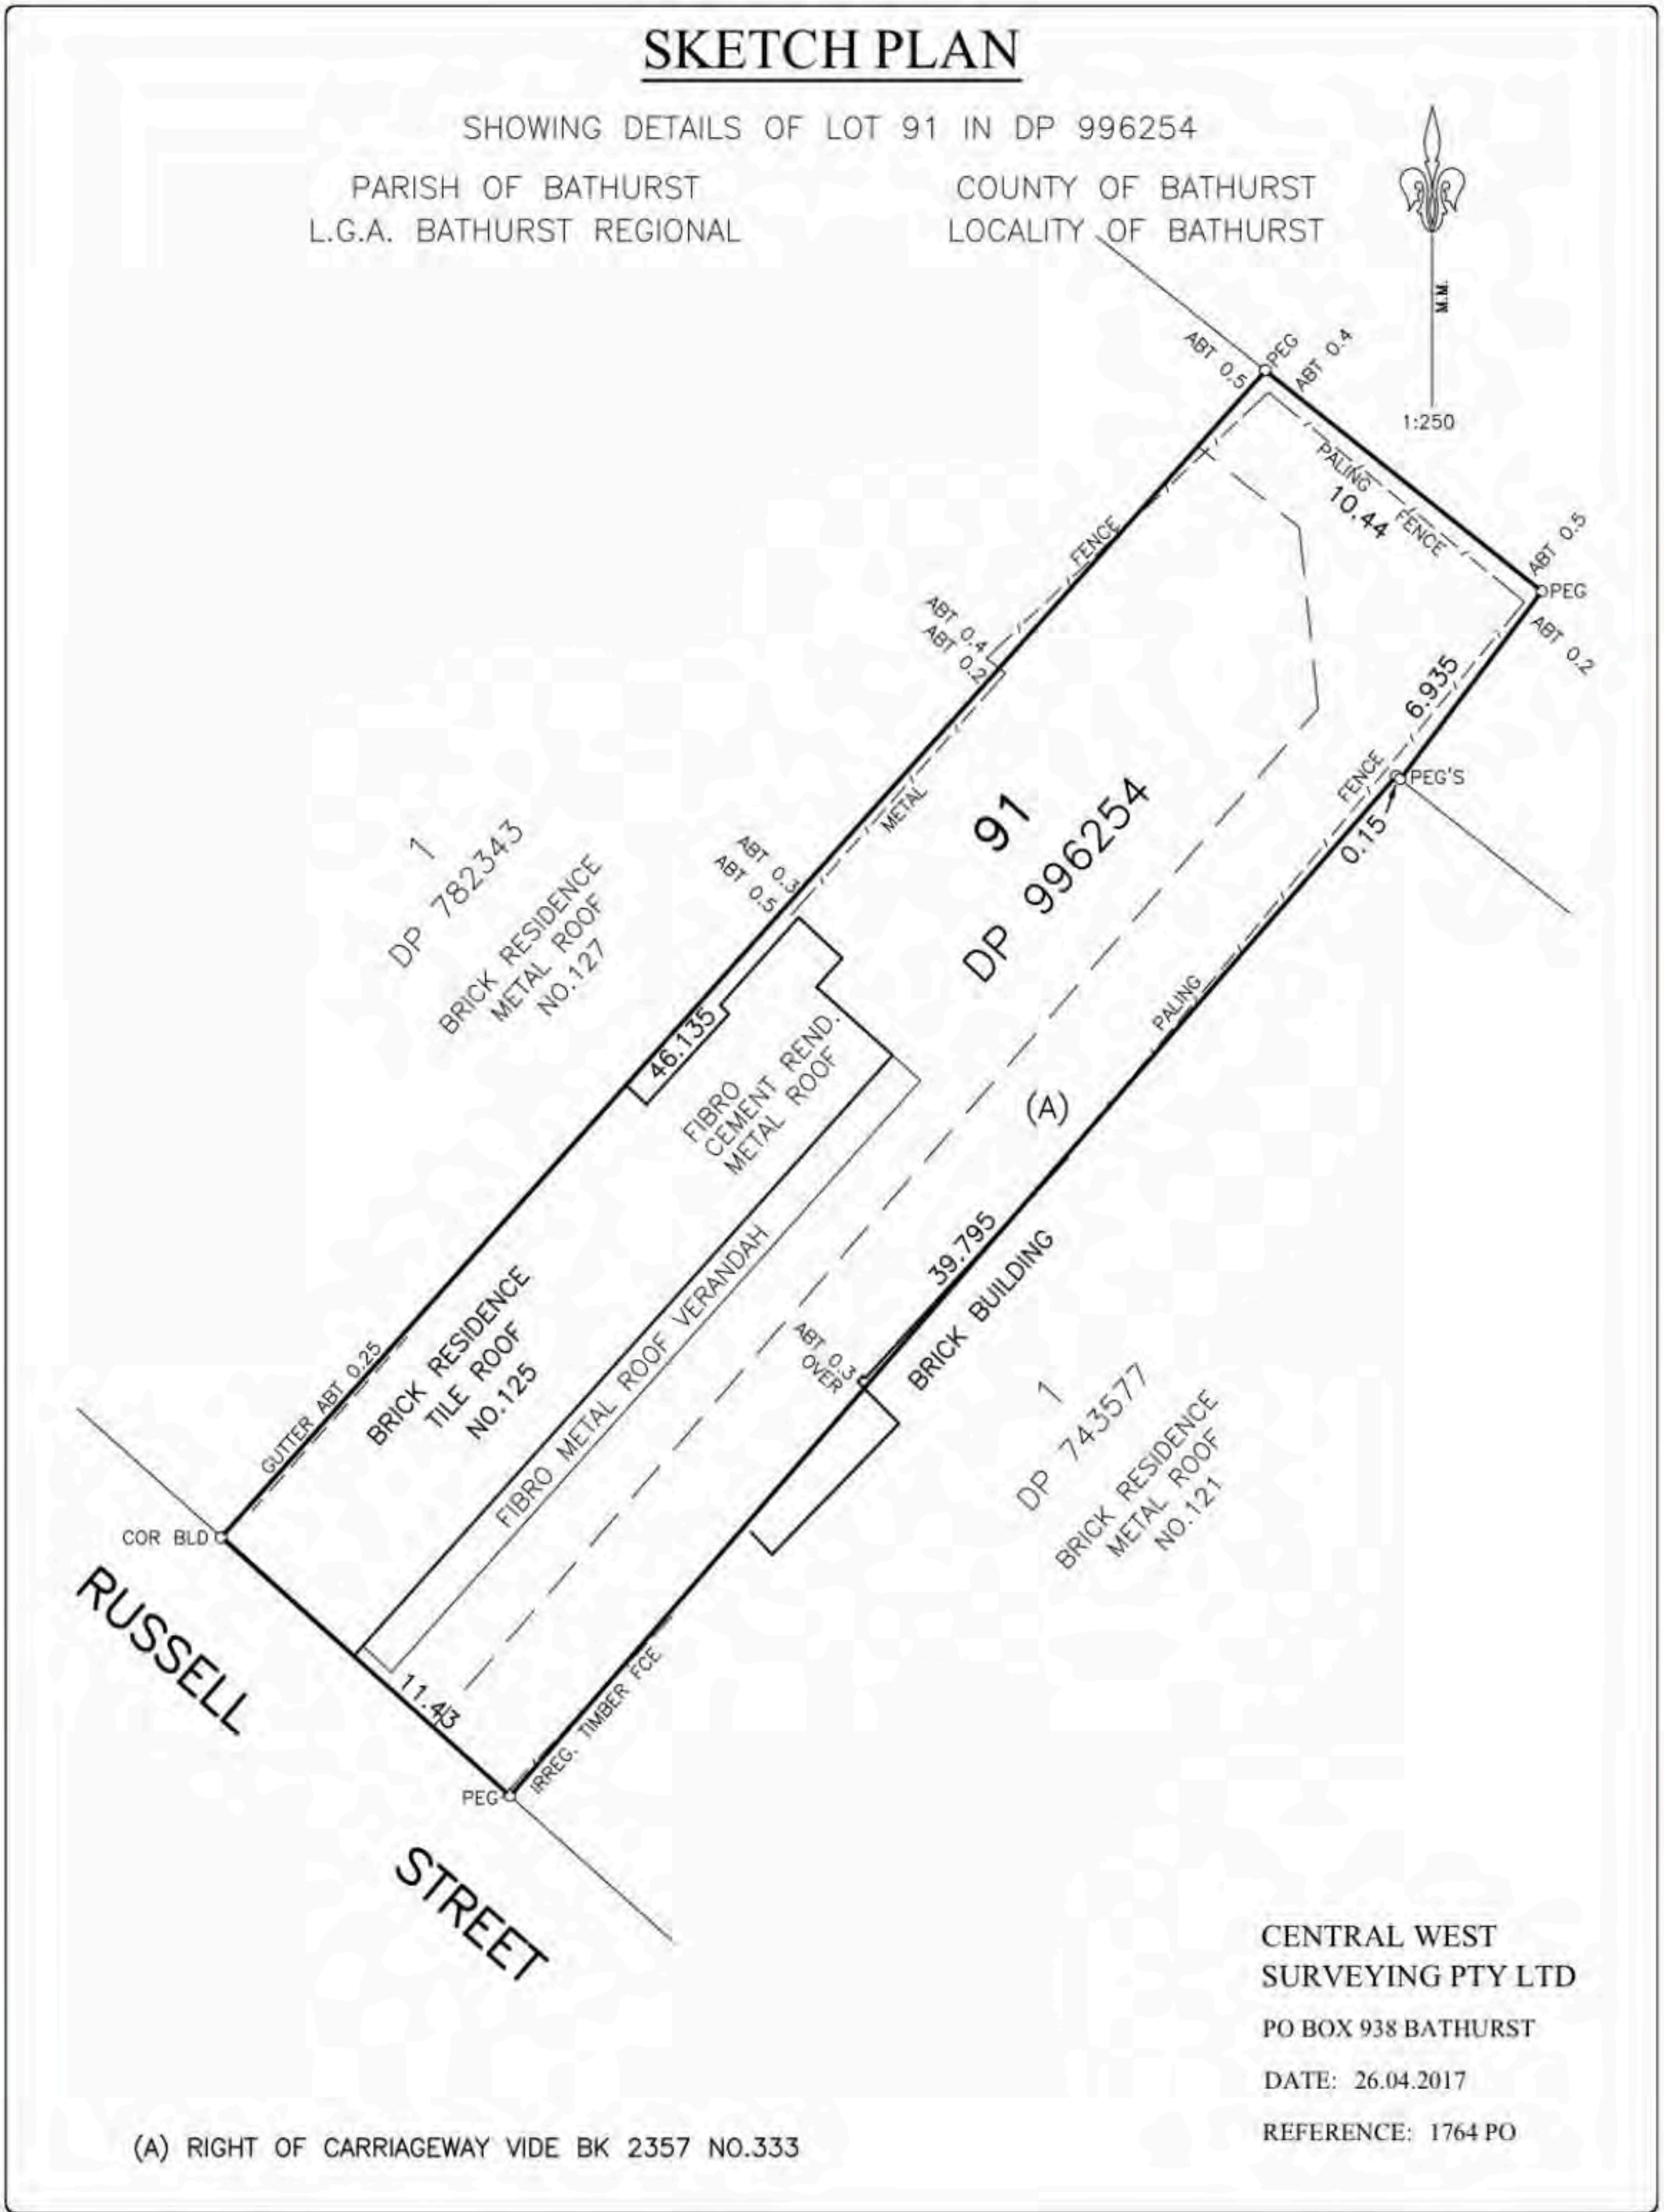 SKETCH PLAN
SHOWING DETAILS OF LOT 91 IN DP 996254
PARISH OF BATHURST
L.G.A. BATHURST REGIONAL
COUNTY OF BATHURST
LOCALITY OF BATHURST
M.M.
1:250
ABT 0.5
PEG
ABT 0.4
PALING
10.44
FENCE
ABT 0.5
PEG
ABT 0.2
FENCE
ABT 0.4
ABT 0.2
6.935
FENCE
PEG'S
0.15
METAL
91
DP 996254
1
DP 782343
BRICK RESIDENCE
METAL ROOF
NO.127
ABT 0.3
ABT 0.5
PALING
46.135
FIBRO
CEMENT REND.
METAL ROOF
(A)
39.795
BRICK BUILDING
FIBRO METAL ROOF VERANDAH
ABT 0.3
OVER
BRICK RESIDENCE
TILE ROOF
NO.125
GUTTER ABT 0.25
1
DP 743577
BRICK RESIDENCE
METAL ROOF
NO.121
COR BLD
RUSSELL
11.43
IRREG. TIMBER FCE
PEG
STREET
CENTRAL WEST
SURVEYING PTY LTD
PO BOX 938 BATHURST
DATE: 26.04.2017
REFERENCE: 1764 PO
(A) RIGHT OF CARRIAGEWAY VIDE BK 2357 NO.333